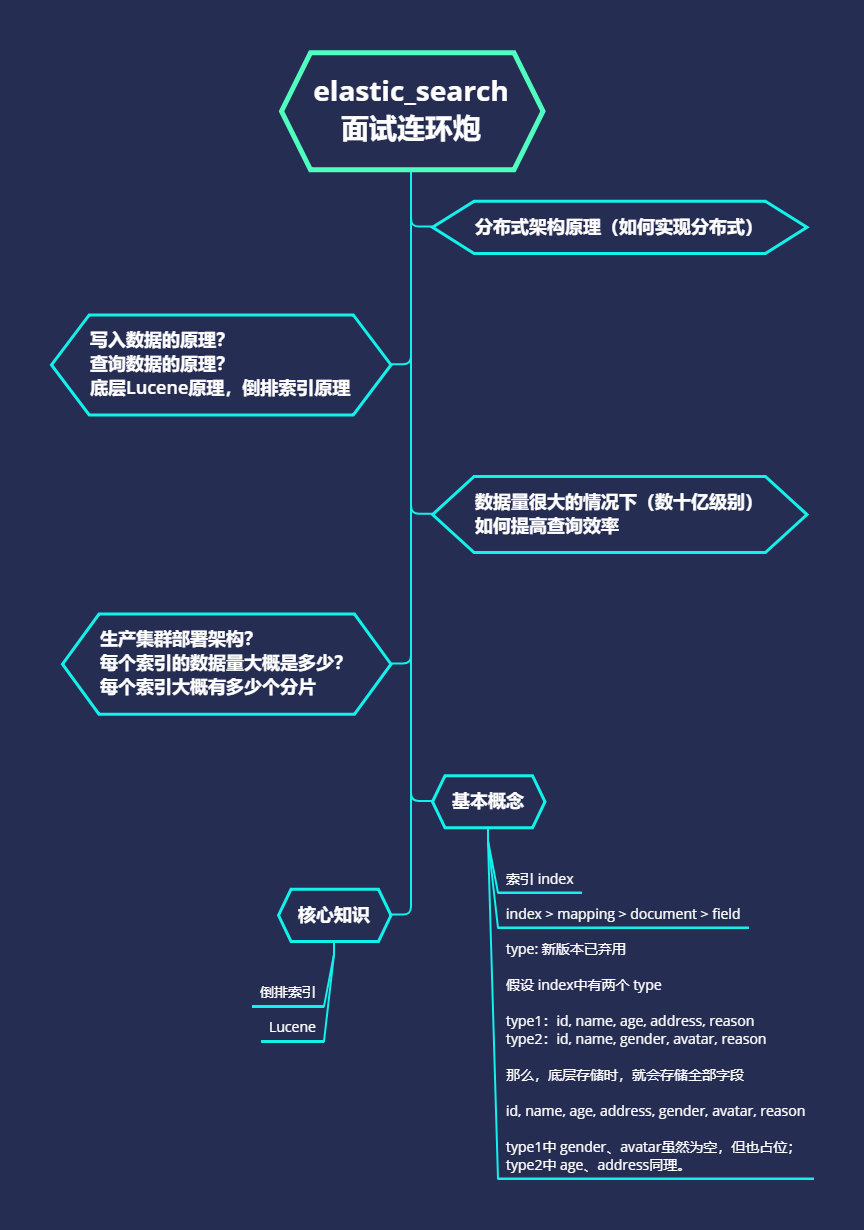 elastic_search
面试连环炮
分布式架构原理（如何实现分布式）
写入数据的原理？
查询数据的原理？
底层Lucene原理，倒排索引原理
数据量很大的情况下（数十亿级别）
如何提高查询效率
生产集群部署架构？
每个索引的数据量大概是多少？
每个索引大概有多少个分片
基本概念
索引 index
index > mapping > document > field
type: 新版本已弃用
假设 index中有两个 type
type1：id, name, age, address, reason
type2：id, name, gender, avatar, reason
那么，底层存储时，就会存储全部字段
id, name, age, address, gender, avatar, reason
type1中 gender、avatar虽然为空，但也占位；
type2中 age、address同理。
核心知识
倒排索引
Lucene